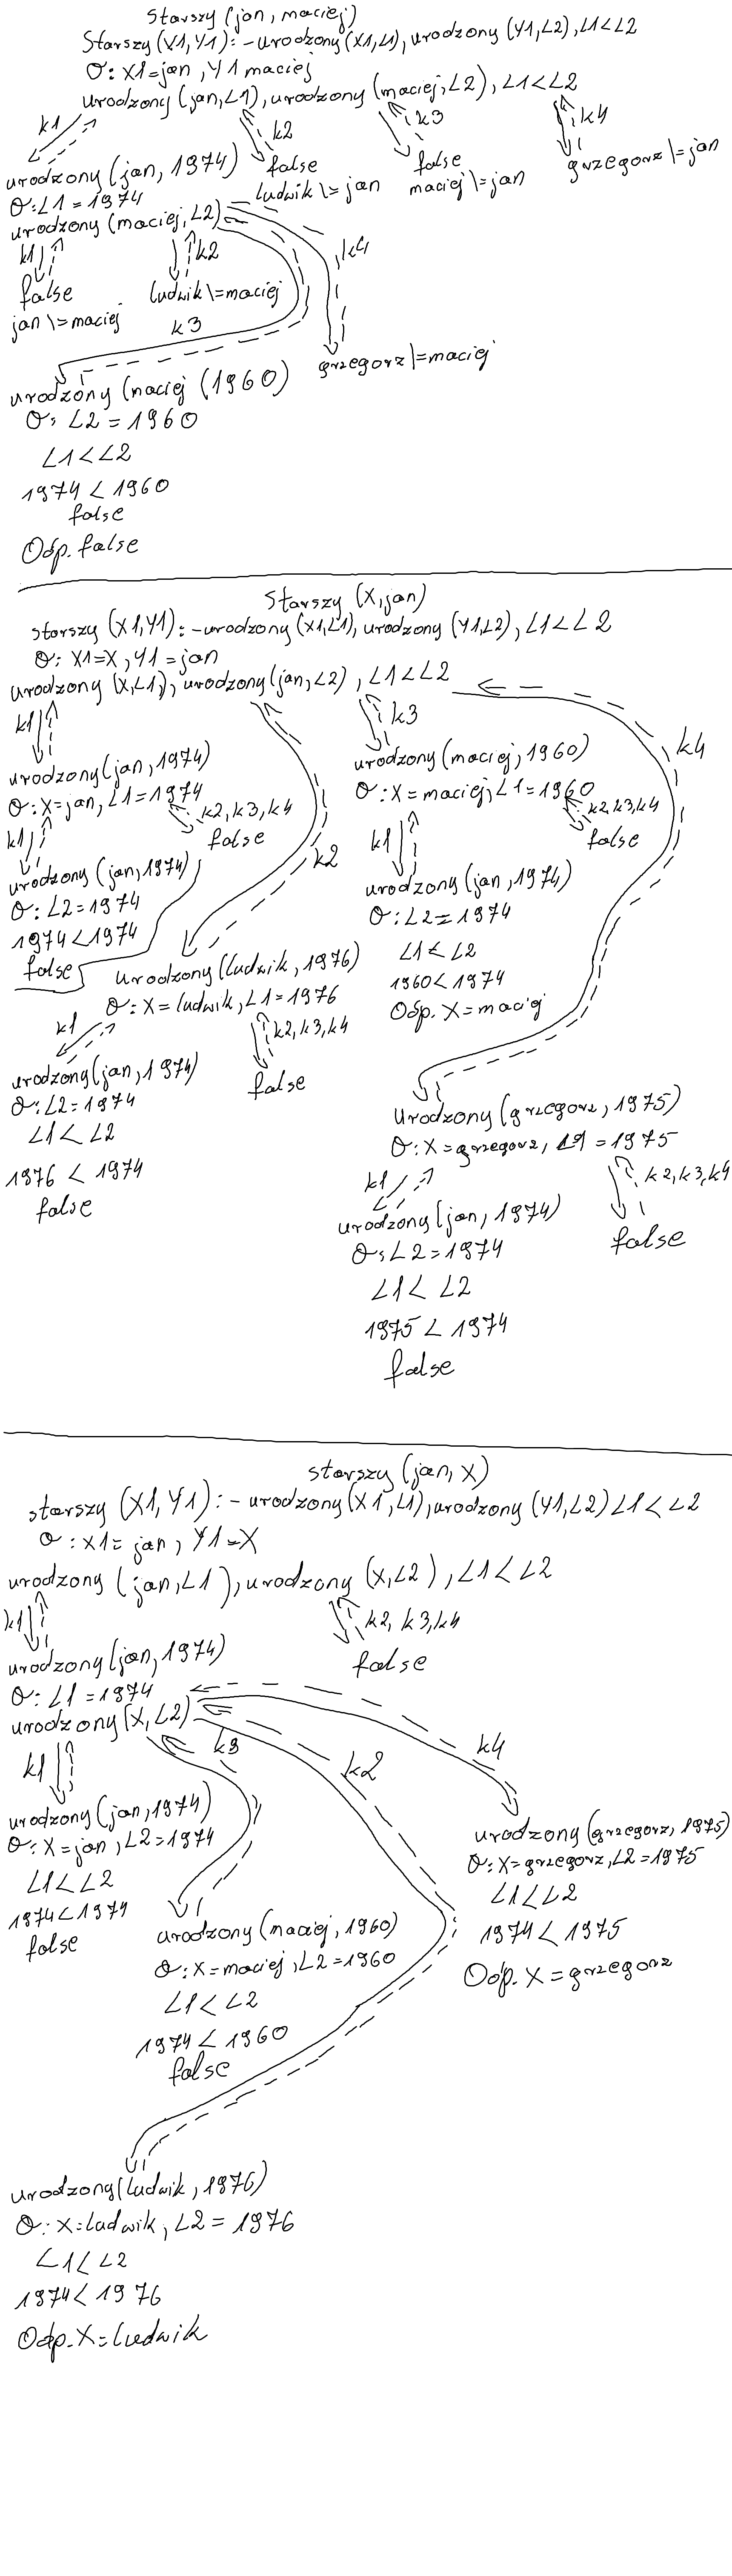 Starszy (jan, maciej)
Starszy (X1, Y1) :- urodzony (X1, L1), urodzony (Y1, L2), L1 < L2
σ: X1=jan, Y1 maciej
urodzony (jan, L1), urodzony (maciej, L2), L1 < L2
k1 k2 k3 k4
urodzony (jan, 1974) false false grzegorz \= jan
σ: L1 = 1974 ludwik \= jan maciej \= jan
urodzony (maciej, L2)
k1 k2 k4
false ludwik \= maciej
jan \= maciej k3
grzegorz \= maciej
urodzony (maciej (1960)
σ: L2 = 1960
L1 < L2
1974 < 1960
false
Odp. false
Starszy (X, jan)
starszy (X1, Y1) :- urodzony (X1, L1), urodzony (Y1, L2), L1 < L2
σ: X1=X, Y1=jan
urodzony (X, L1), urodzony (jan, L2), L1 < L2
k1 k3 k4
urodzony (jan, 1974) urodzony (maciej, 1960)
σ: X=jan, L1=1974 σ: X=maciej, L1=1960
k2, k3, k4 k2, k3, k4
k1 false k1 false
k2
urodzony (jan, 1974) urodzony (jan, 1974)
σ: L2=1974 σ: L2=1974
1974 < 1974 L1 < L2
false 1960 < 1974
urodzony (ludwik, 1976) Odp. X=maciej
σ: X=ludwik, L1=1976
k1 k2, k3, k4
urodzony (jan, 1974) false
σ: L2=1974
L1 < L2
1976 < 1974
false
urodzony (grzegorz, 1975)
σ: X=grzegorz, L1=1975
k1 k2, k3, k4
urodzony (jan, 1974) false
σ: L2=1974
L1 < L2
1975 < 1974
false
starszy (jan, X)
starszy (X1, Y1) :- urodzony (X1, L1), urodzony (Y1, L2) L1 < L2
σ: X1=jan, Y1=X
urodzony (jan, L1), urodzony (X, L2), L1 < L2
k1 k2, k3, k4
urodzony (jan, 1974) false
σ: L1=1974
urodzony (X, L2)
k1 k3 k2 k4
urodzony (jan, 1974)
σ: X=jan, L2=1974
L1 < L2
1974 < 1974
false
urodzony (grzegorz, 1975)
σ: X=grzegorz, L2=1975
L1 < L2
1974 < 1975
Odp. X=grzegorz
urodzony (maciej, 1960)
σ: X=maciej, L2=1960
L1 < L2
1974 < 1960
false
urodzony (ludwik, 1976)
σ: X=ludwik, L2=1976
L1 < L2
1974 < 1976
Odp. X=ludwik